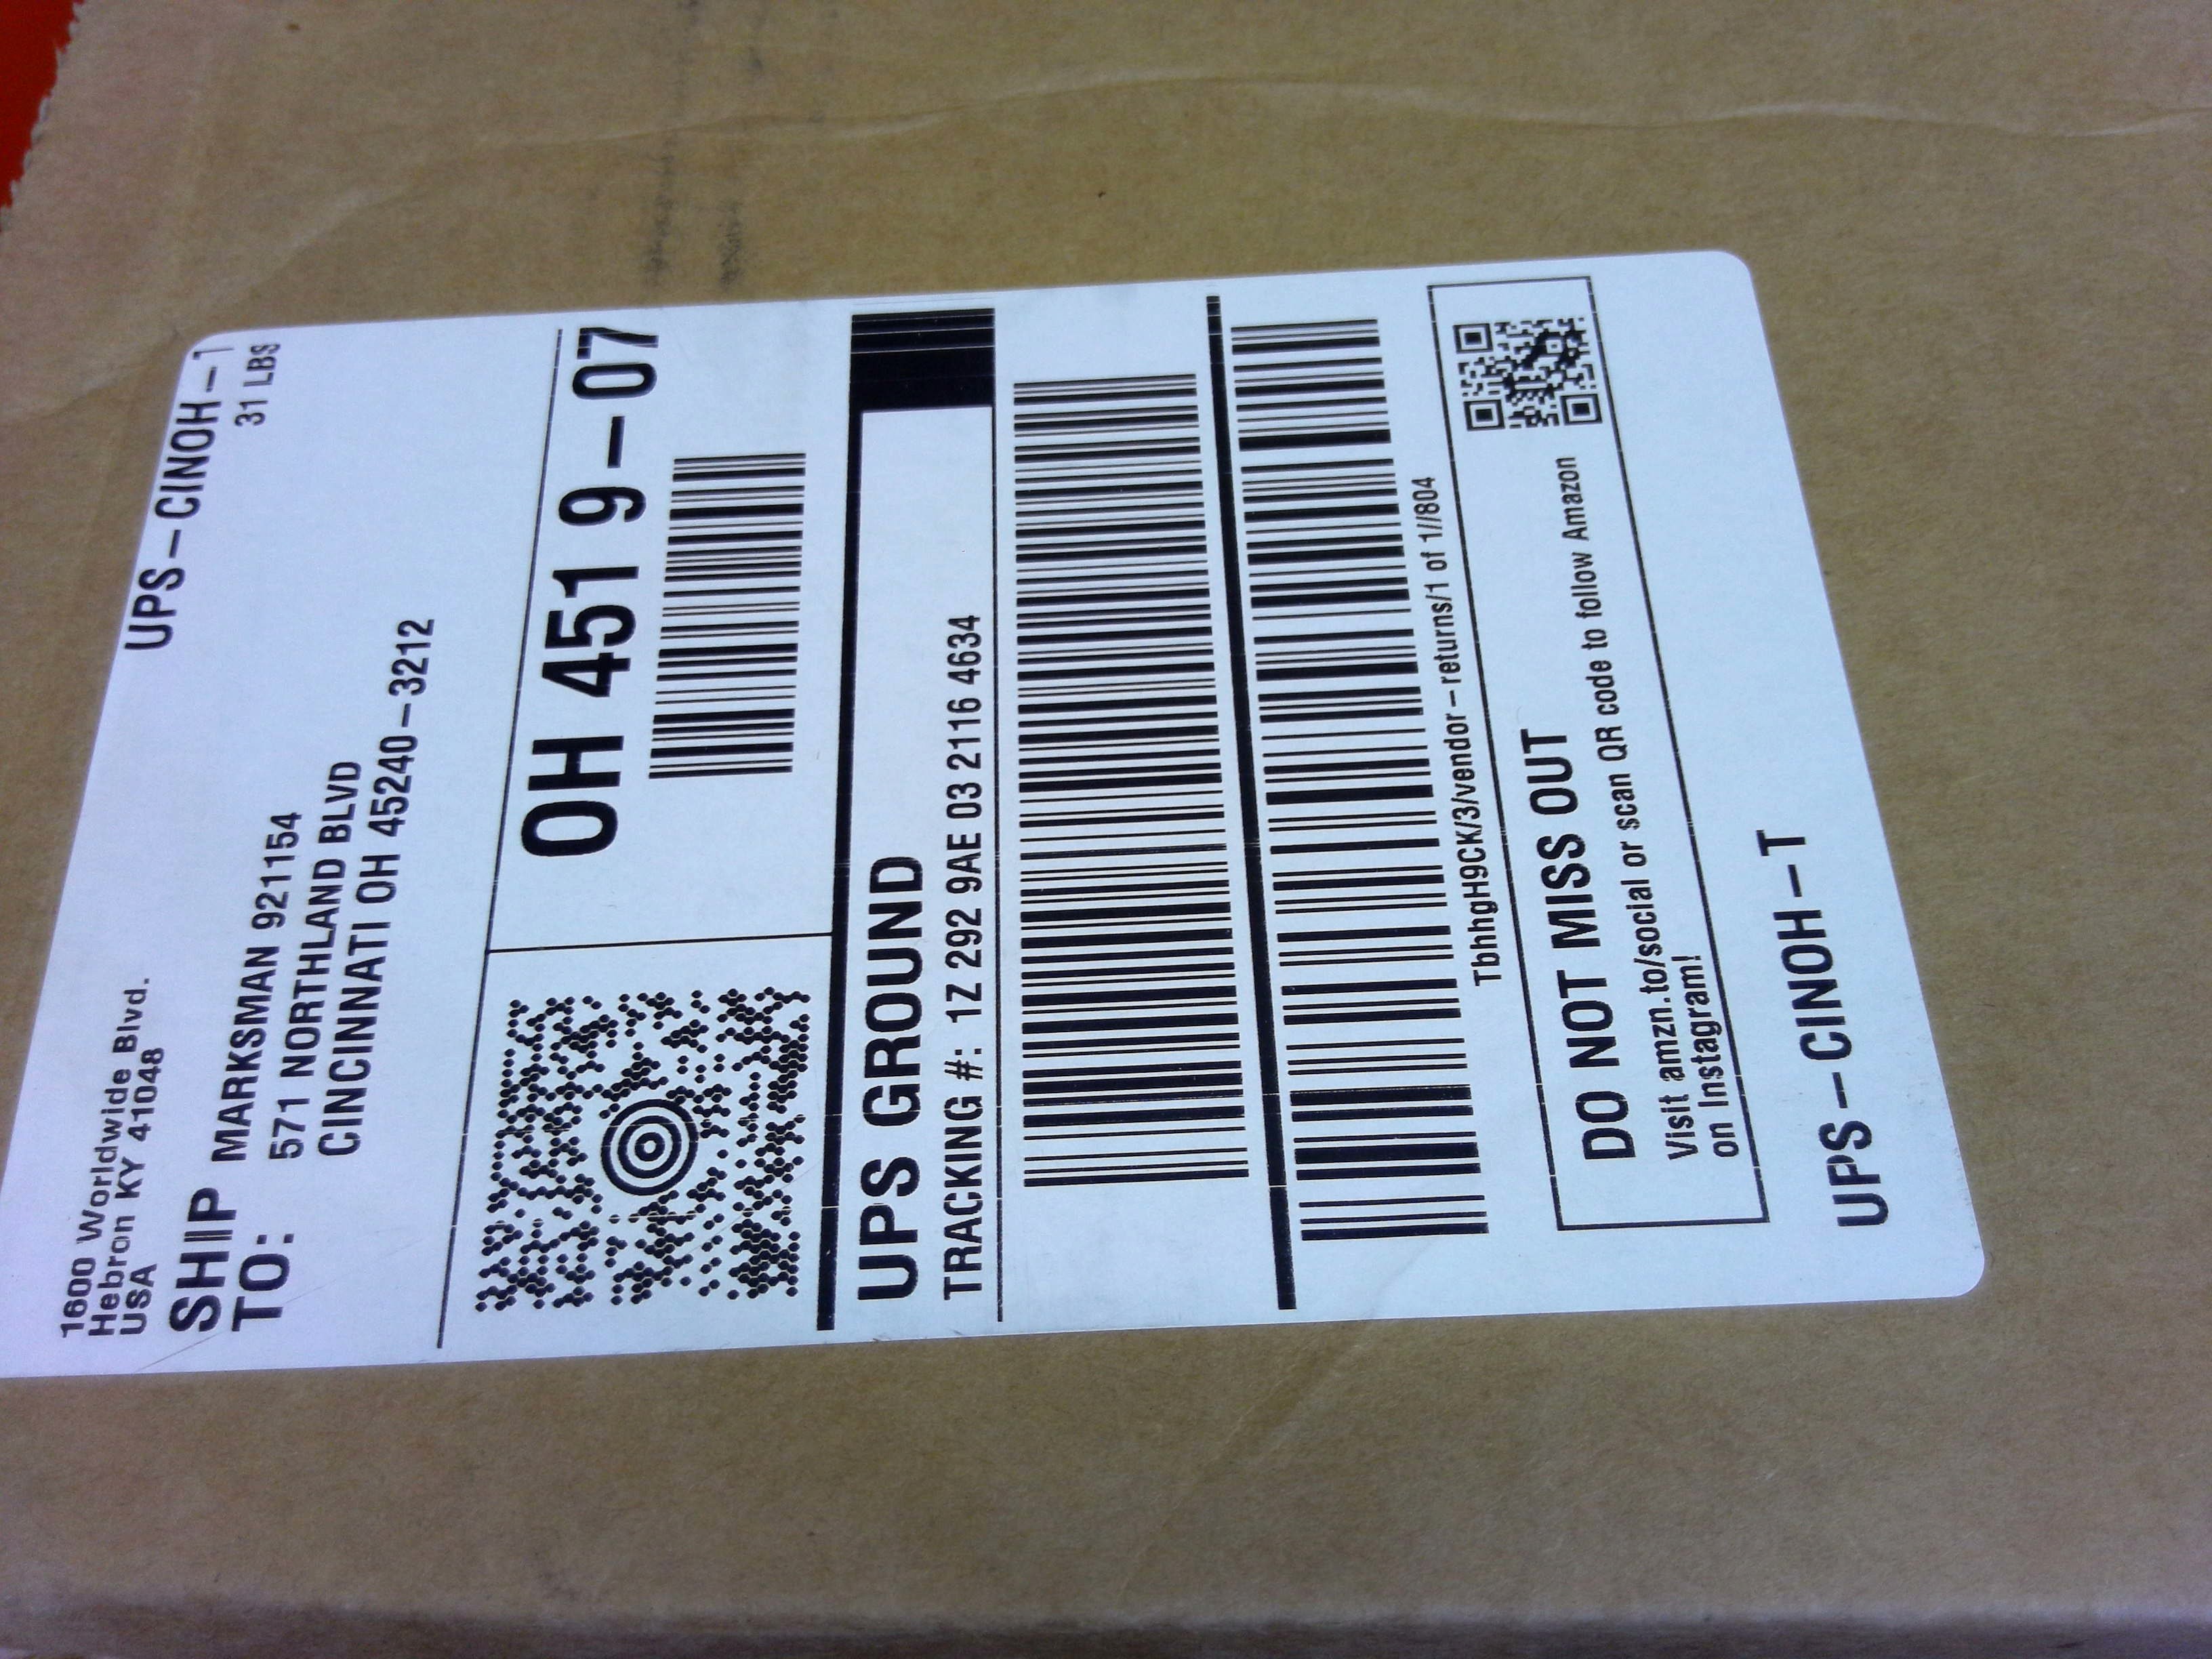 UPS-CINOH-T
31 LBS
1600 Worldwide Blvd.
Hebron KY 41048
USA
SHIP TO:
MARKSMAN 921154
571 NORTHLAND BLVD
CINCINNATI OH 45240-3212
OH 451 9-07
UPS GROUND
TRACKING #: 1Z 292 9AE 03 2116 4634
TbhhgH9CK/3/vendor-returns/1 of 1//804
DO NOT MISS OUT
Visit amzn.to/social or scan QR code to follow Amazon
on Instagram!
UPS-CINOH-T